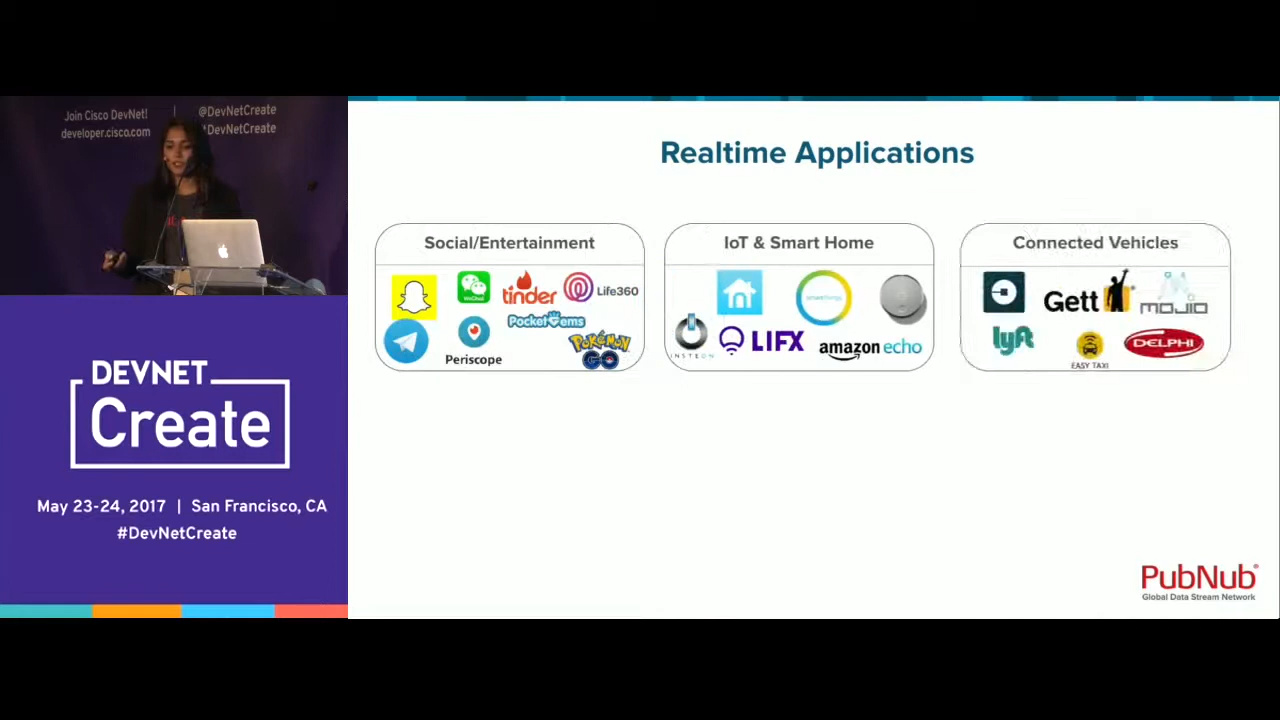 Join Cisco DevNet! | @DevNetCreate
developer.cisco.com #DevNetCreate
DEVNET
Create
May 23-24, 2017 | San Francisco, CA
#DevNetCreate
Realtime Applications
Social/Entertainment
WeChat
tinder
Life360
PocketGems
Periscope
POKÉMON
GO
IoT & Smart Home
smartthings
INSTEON
LIFX
amazon echo
Connected Vehicles
Gett
MOJIO
lyft
EASY TAXI
DELPHI
PubNub
Global Data Stream Network